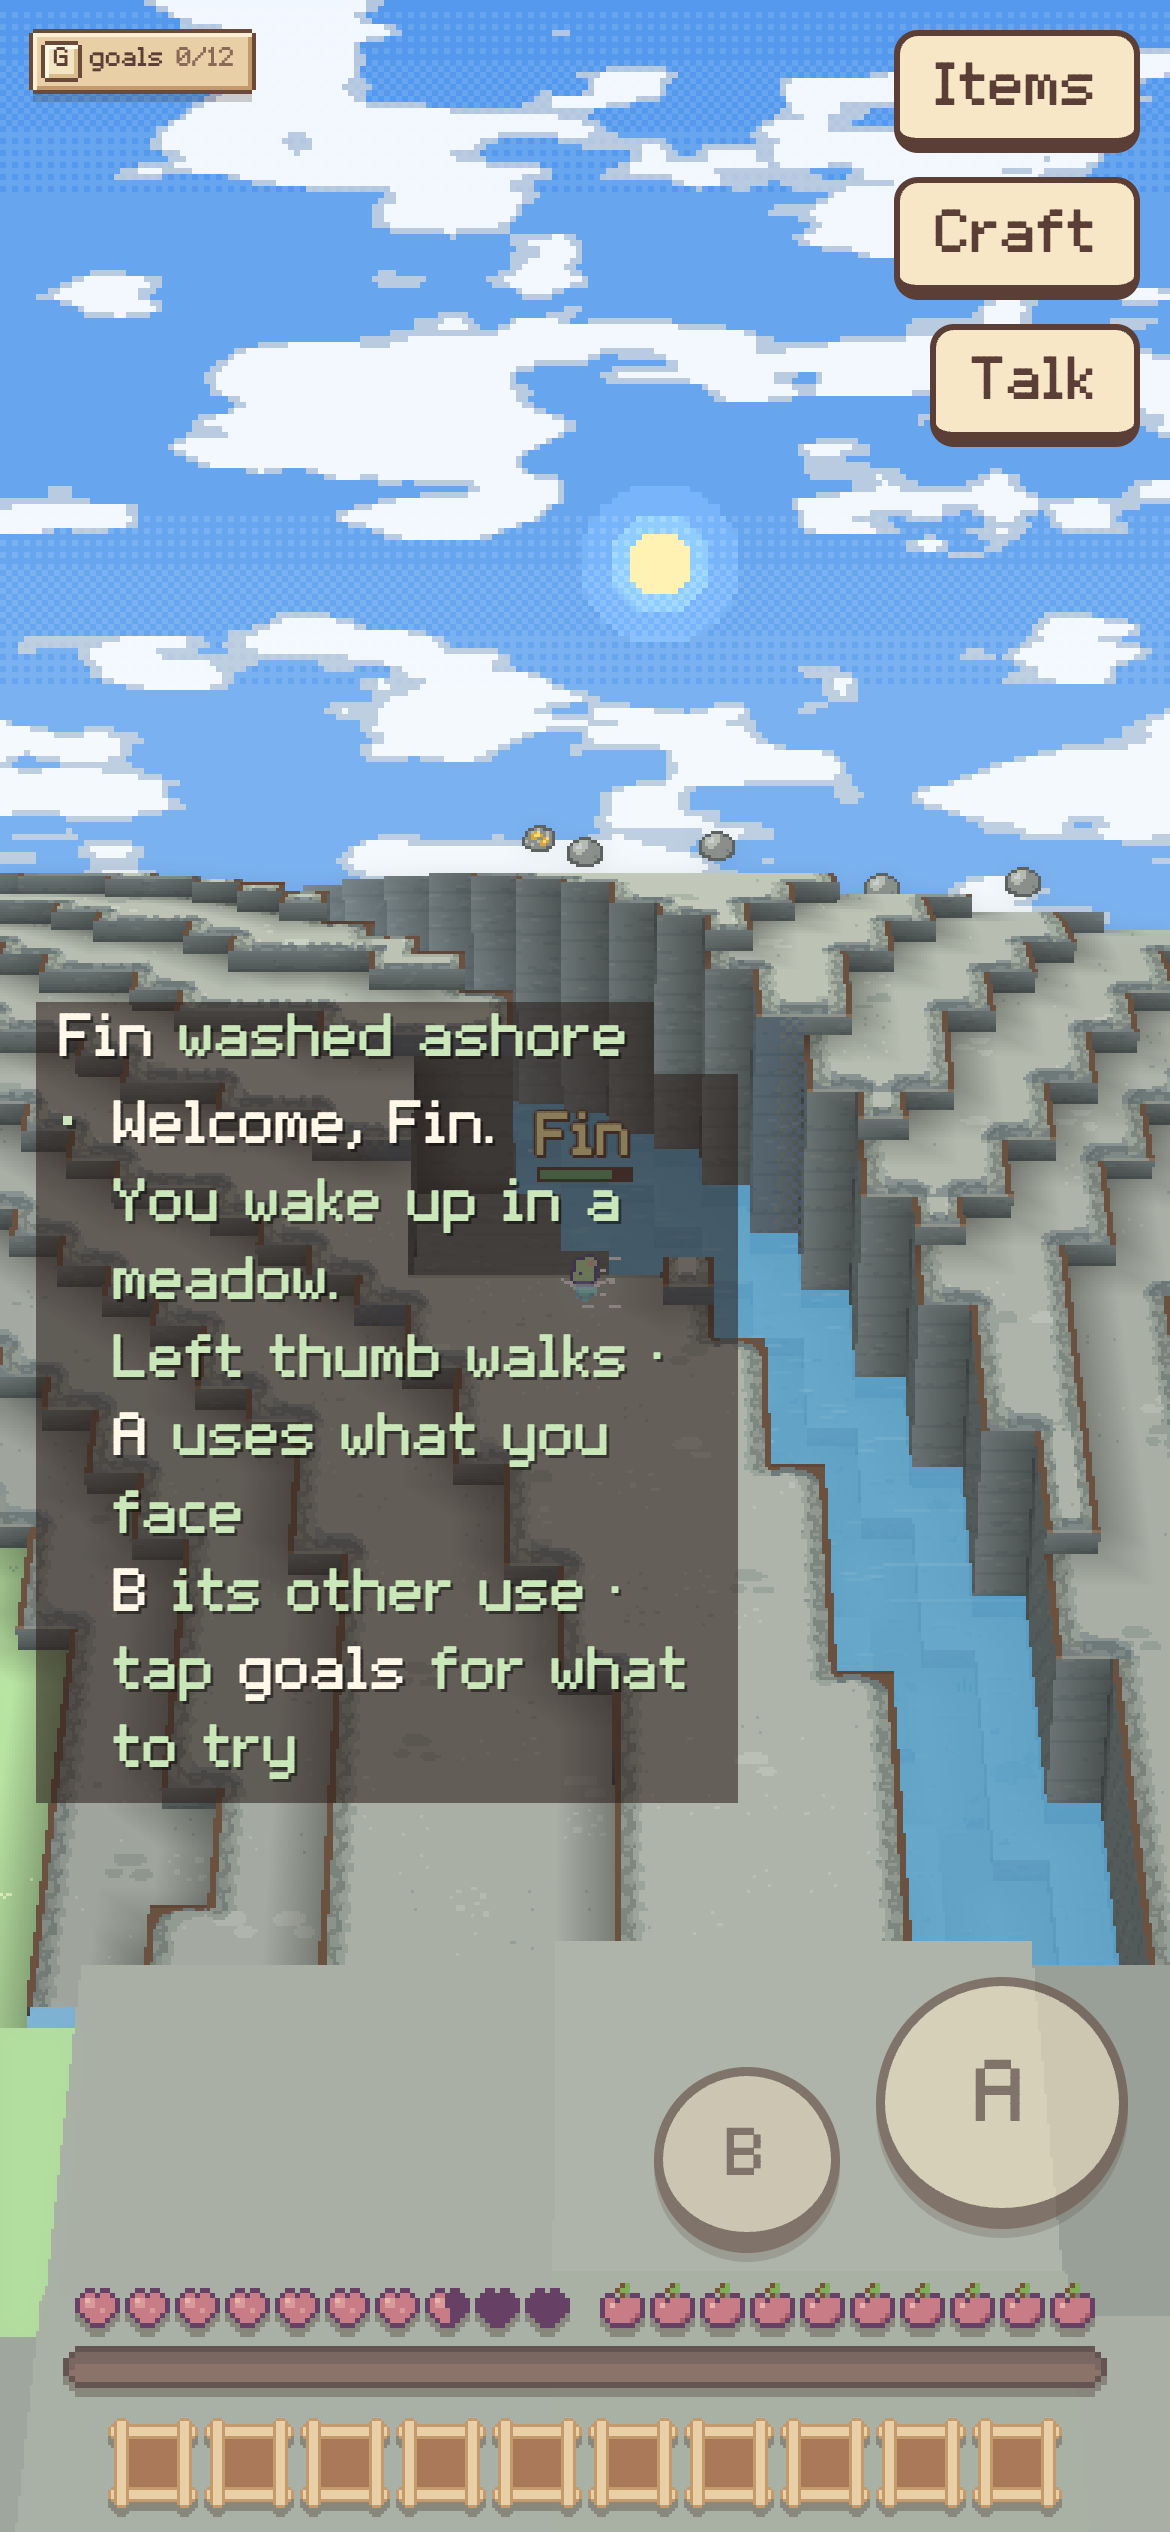 G goals 0/12
Items
Craft
Talk
Fin washed ashore
· Welcome, Fin.
You wake up in a
meadow.
Left thumb walks ·
A uses what you
face
B its other use ·
tap goals for what
to try
Fin
A
B